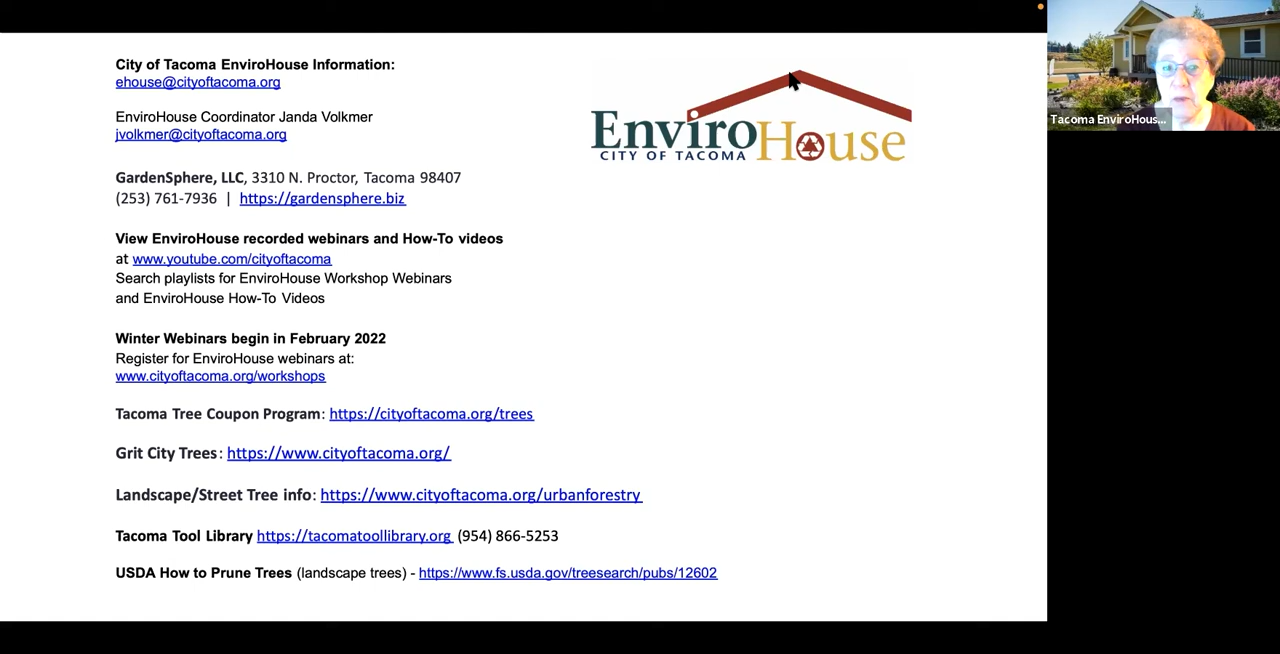 City of Tacoma EnviroHouse Information:
ehouse@cityoftacoma.org
EnviroHouse Coordinator Janda Volkmer
jvolkmer@cityoftacoma.org
GardenSphere, LLC, 3310 N. Proctor, Tacoma 98407
(253) 761-7936 | https://gardensphere.biz
View EnviroHouse recorded webinars and How-To videos
at www.youtube.com/cityoftacoma
Search playlists for EnviroHouse Workshop Webinars
and EnviroHouse How-To Videos
Winter Webinars begin in February 2022
Register for EnviroHouse webinars at:
www.cityoftacoma.org/workshops
Tacoma Tree Coupon Program: https://cityoftacoma.org/trees
Grit City Trees: https://www.cityoftacoma.org/
Landscape/Street Tree info: https://www.cityoftacoma.org/urbanforestry
Tacoma Tool Library https://tacomatoollibrary.org (954) 866-5253
USDA How to Prune Trees (landscape trees) - https://www.fs.usda.gov/treesearch/pubs/12602
EnviroHouse
CITY OF TACOMA
Tacoma EnviroHous...